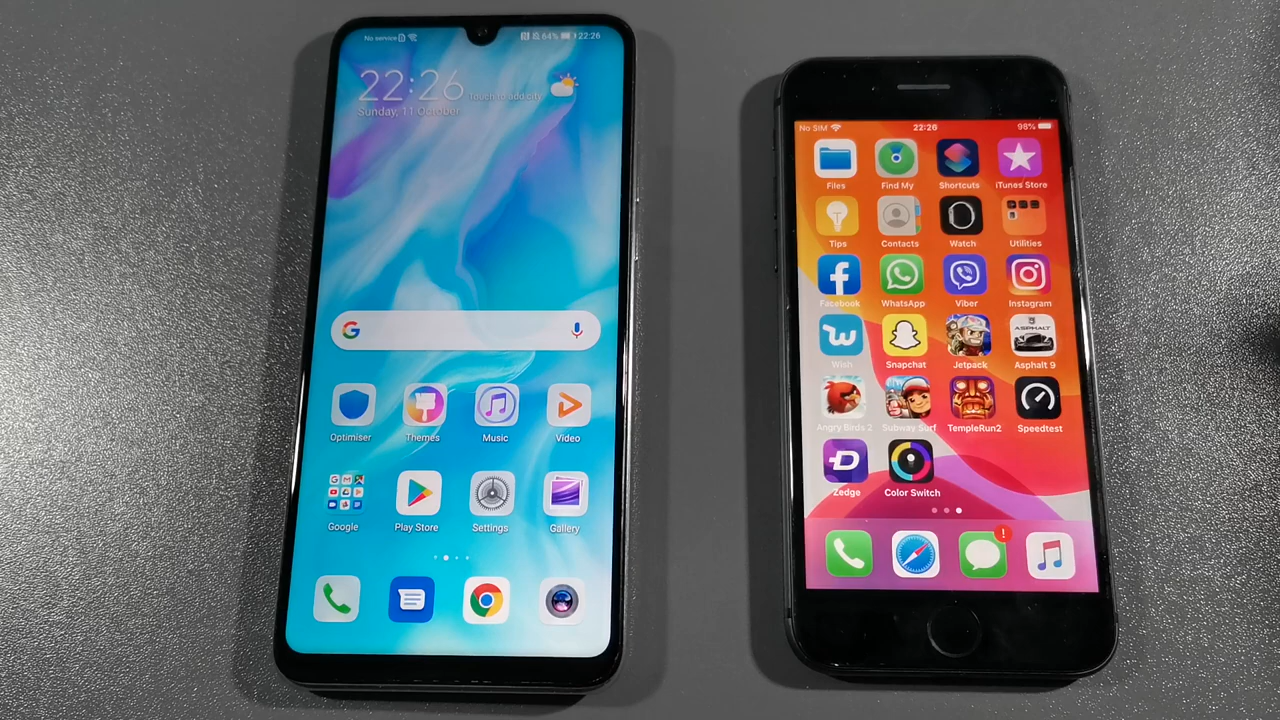 No service
64%
22:26
22:26
Touch to add city
Sunday, 11 October
Optimiser
Themes
Music
Video
Google
Play Store
Settings
Gallery
No SIM
22:26
98%
Files
Find My
Shortcuts
iTunes Store
Tips
Contacts
Watch
Utilities
Facebook
WhatsApp
Viber
Instagram
Wish
Snapchat
Jetpack
ASPHALT
Asphalt 9
Angry Birds 2
Subway Surf
TempleRun2
Speedtest
Zedge
Color Switch